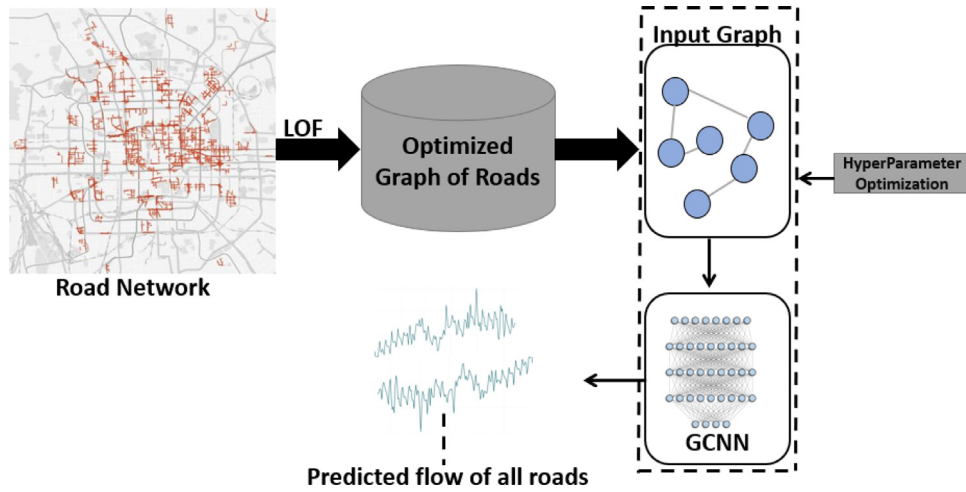 Input Graph
LOF
Optimized
Graph of Roads
HyperParameter
Optimization
Road Network
GCNN
Predicted flow of all roads